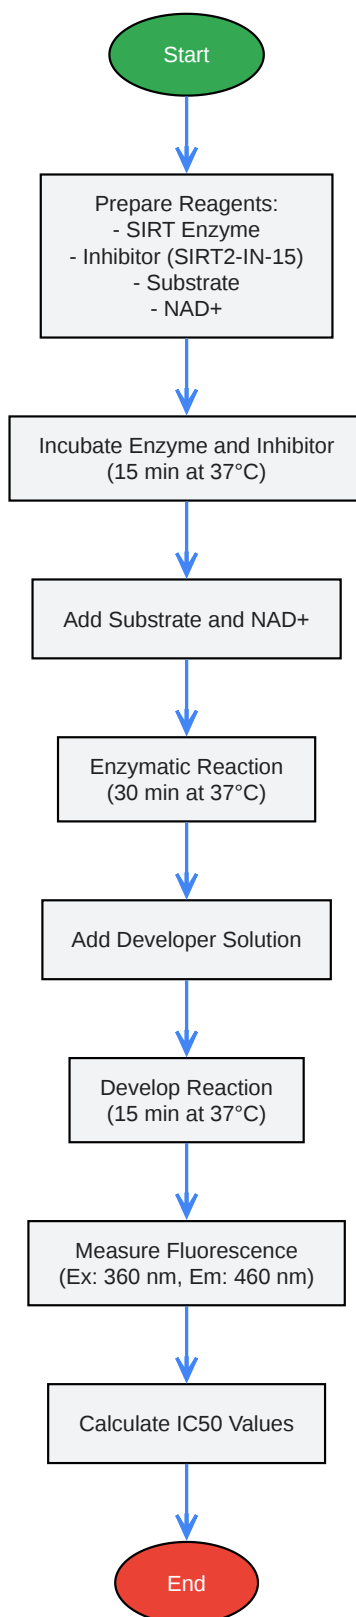 Start
Prepare Reagents:
- SIRT Enzyme
- Inhibitor (SIRT2-IN-15)
- Substrate
- NAD+
Incubate Enzyme and Inhibitor
(15 min at 37°C)
Add Substrate and NAD+
Enzymatic Reaction
(30 min at 37°C)
Add Developer Solution
Develop Reaction
(15 min at 37°C)
Measure Fluorescence
(Ex: 360 nm, Em: 460 nm)
Calculate IC50 Values
End